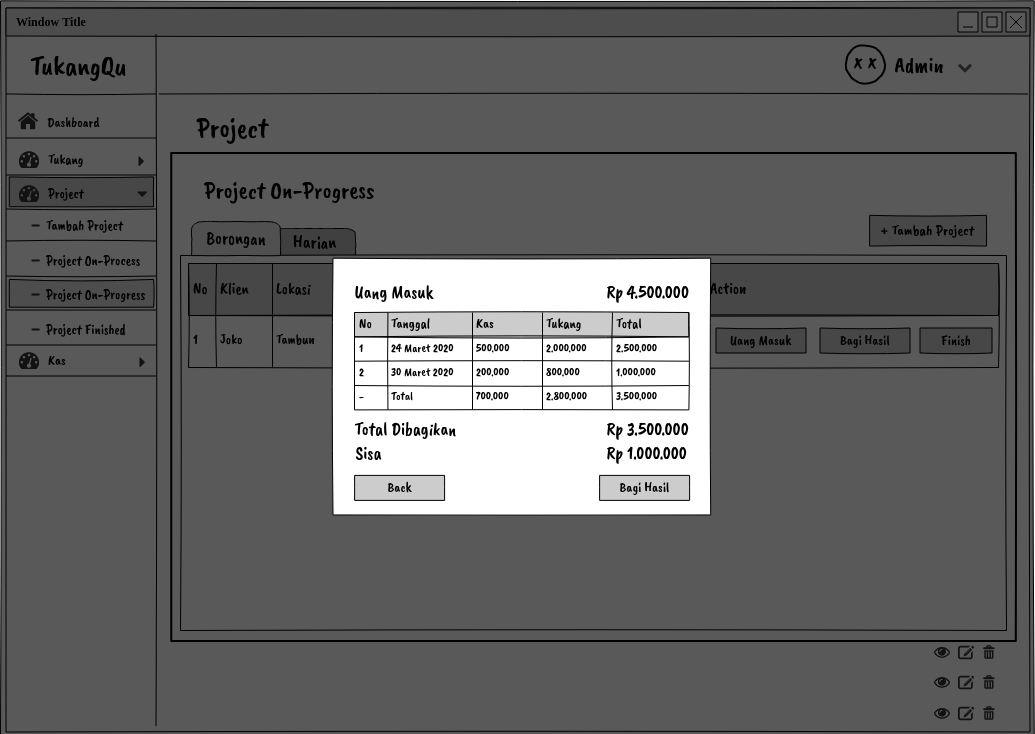 Window Title
TukangQu
Admin
Dashboard
Tukang
Project
Tambah Project
Project On-Process
Project On-Progress
Project Finished
Kas
Project
Project On-Progress
Borongan Harian
+ Tambah Project
No Klien Lokasi Action
1 Joko Tambun Uang Masuk Bagi Hasil Finish
Uang Masuk Rp 4.500.000
No Tanggal Kas Tukang Total
1 24 Maret 2020 500,000 2,000,000 2,500,000
2 30 Maret 2020 200,000 800,000 1,000,000
- Total 700,000 2,800,000 3,500,000
Total Dibagikan Rp 3.500.000
Sisa Rp 1.000.000
Back Bagi Hasil